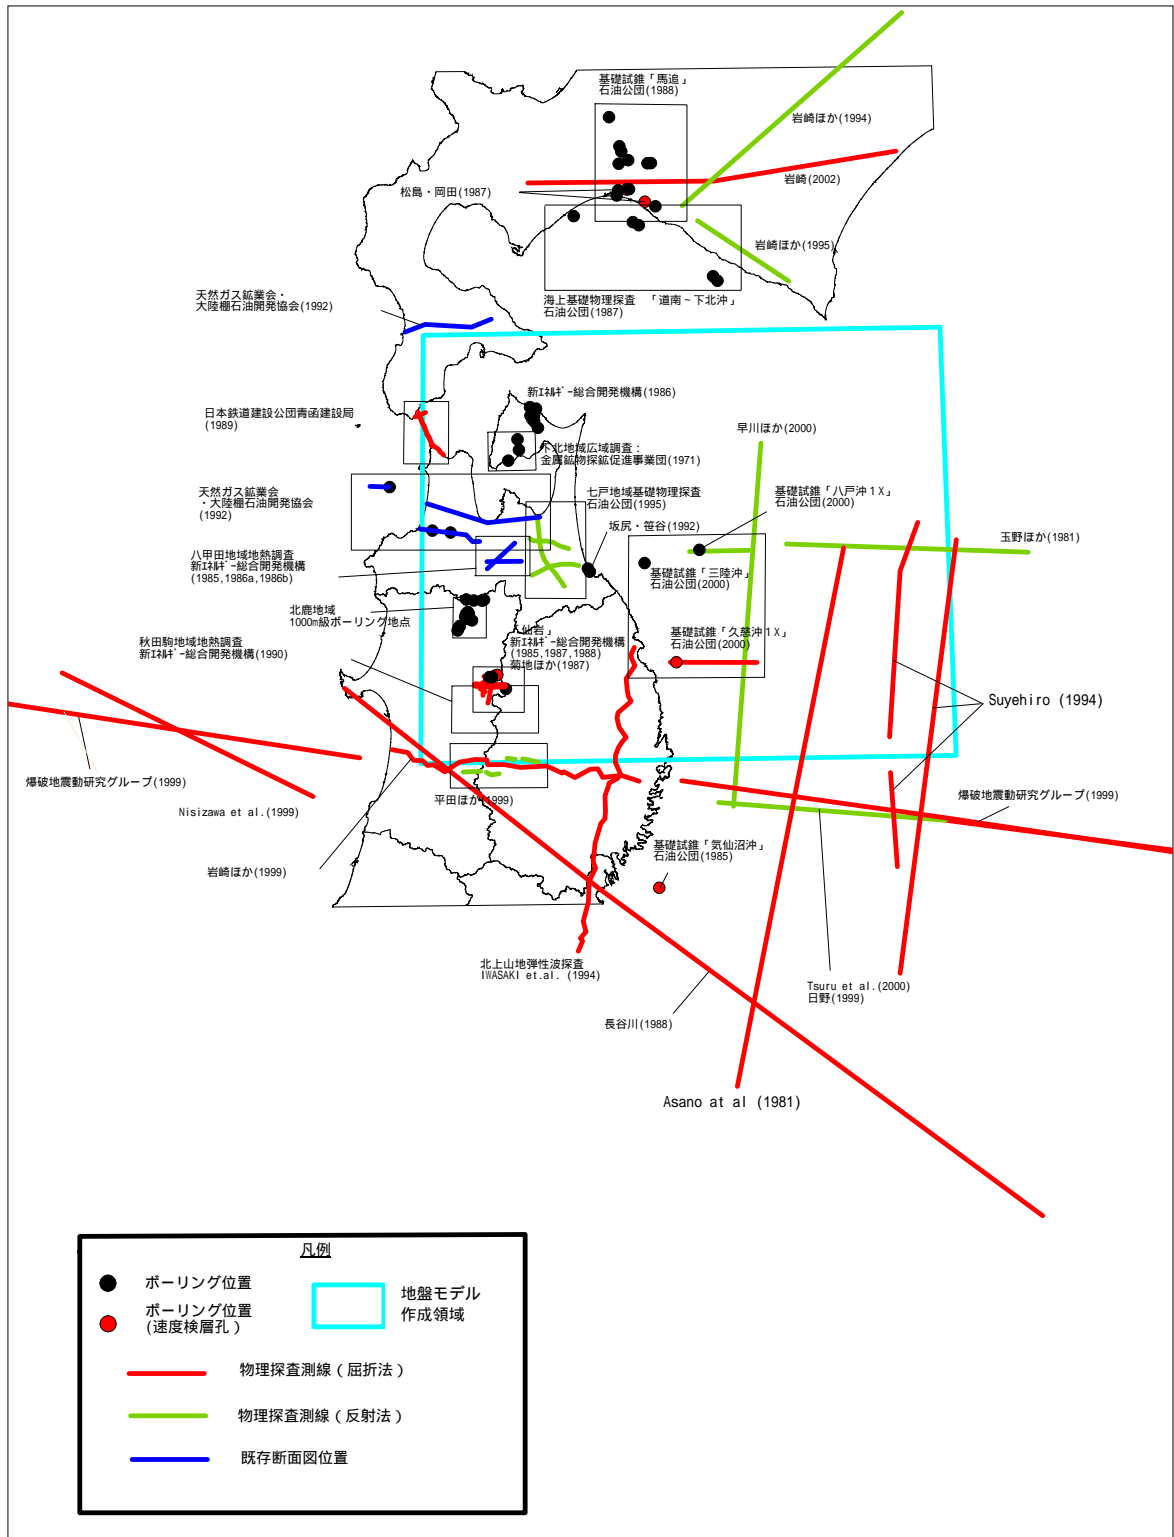 基礎試錐「馬追」
石油公団(1988)
岩崎ほか(1994)
岩崎(2002)
松島・岡田(1987)
岩崎ほか(1995)
天然ガス鉱業会・
大陸棚石油開発協会(1992)
海上基礎物理探査 「道南～下北沖」
石油公団(1987)
新ｴﾈﾙｷﾞｰ総合開発機構(1986)
日本鉄道建設公団青函建設局
(1989)
早川ほか(2000)
下北地域広域調査：
金属鉱物探鉱促進事業団(1971)
天然ガス鉱業会
・大陸棚石油開発協会
(1992)
七戸地域基礎物理探査
石油公団(1995)
基礎試錐「八戸沖１X」
石油公団(2000)
坂尻・笹谷(1992)
玉野ほか(1981)
八甲田地域地熱調査
新ｴﾈﾙｷﾞｰ総合開発機構
(1985,1986a,1986b)
基礎試錐「三陸沖」
石油公団(2000)
北鹿地域
1000m級ボーリング地点
秋田駒地域地熱調査
新ｴﾈﾙｷﾞｰ総合開発機構(1990)
「仙岩」
新ｴﾈﾙｷﾞｰ総合開発機構
(1985,1987,1988)
菊地ほか(1987)
基礎試錐「久慈沖１X」
石油公団(2000)
Suyehiro (1994)
爆破地震動研究グループ(1999)
Nisizawa et al.(1999)
平田ほか(1999)
爆破地震動研究グループ(1999)
岩崎ほか(1999)
基礎試錐「気仙沼沖」
石油公団(1985)
北上山地弾性波探査
IWASAKI et.al. (1994)
Tsuru et al.(2000)
日野(1999)
長谷川(1988)
Asano at al (1981)
凡例
ボーリング位置
ボーリング位置
(速度検層孔）
地盤モデル
作成領域
物理探査測線（屈折法）
物理探査測線（反射法）
既存断面図位置